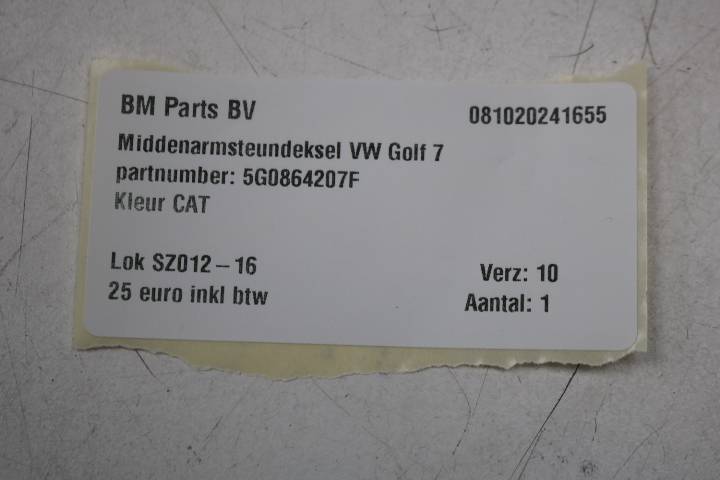 BM Parts BV 081020241655
Middenarmsteundeksel VW Golf 7
partnumber: 5G0864207F
Kleur CAT
Lok SZ012-16 Verz: 10
25 euro inkl btw Aantal: 1